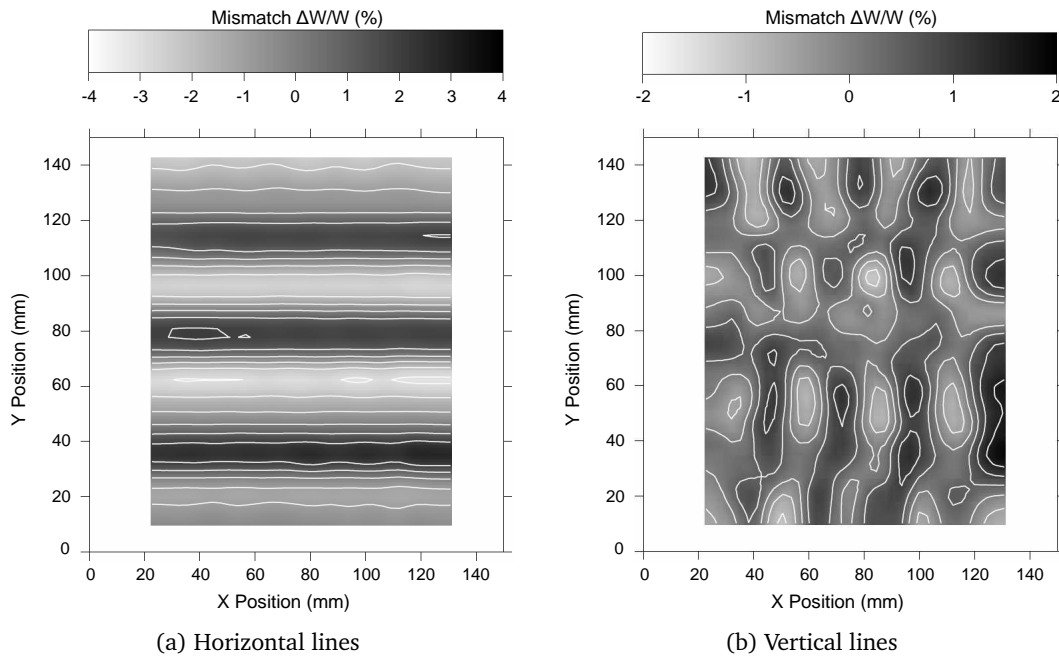 Mismatch ΔW/W (%)
-4 -3 -2 -1 0 1 2 3 4
140
120
100
80
60
40
20
0
Y Position (mm)
0 20 40 60 80 100 120 140
X Position (mm)
(a) Horizontal lines
Mismatch ΔW/W (%)
-2 -1 0 1 2
140
120
100
80
60
40
20
0
Y Position (mm)
0 20 40 60 80 100 120 140
X Position (mm)
(b) Vertical lines